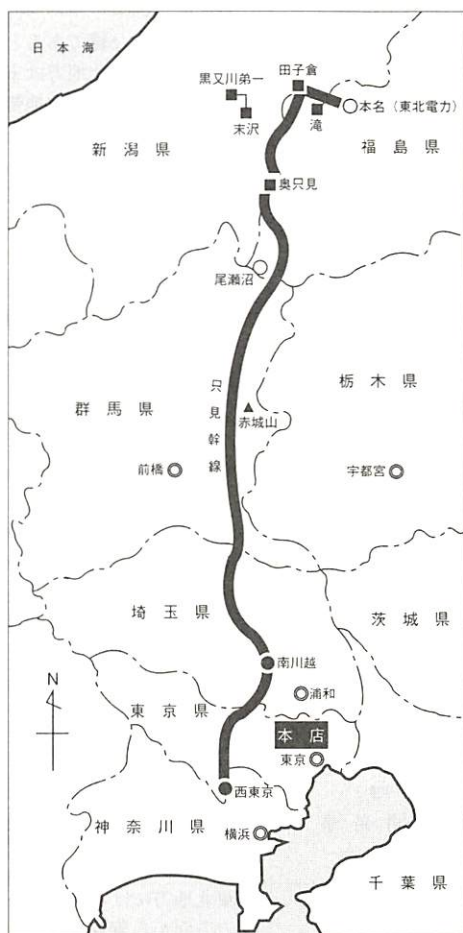 日本海
黒又川弟一
田子倉
末沢
滝
本名（東北電力）
新潟県
福島県
奥只見
尾瀬沼
只見幹線
栃木県
群馬県
赤城山
前橋
宇都宮
埼玉県
茨城県
南川越
N
浦和
東京県
本店
東京
西東京
神奈川県
横浜
千葉県